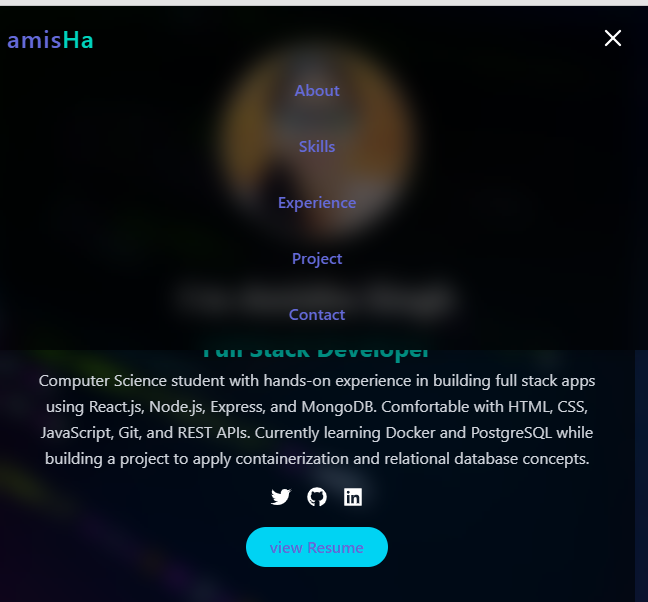 amisHa
About
Skills
Experience
Project
Contact
Full Stack Developer
Computer Science student with hands-on experience in building full stack apps
using React.js, Node.js, Express, and MongoDB. Comfortable with HTML, CSS,
JavaScript, Git, and REST APIs. Currently learning Docker and PostgreSQL while
building a project to apply containerization and relational database concepts.
view Resume